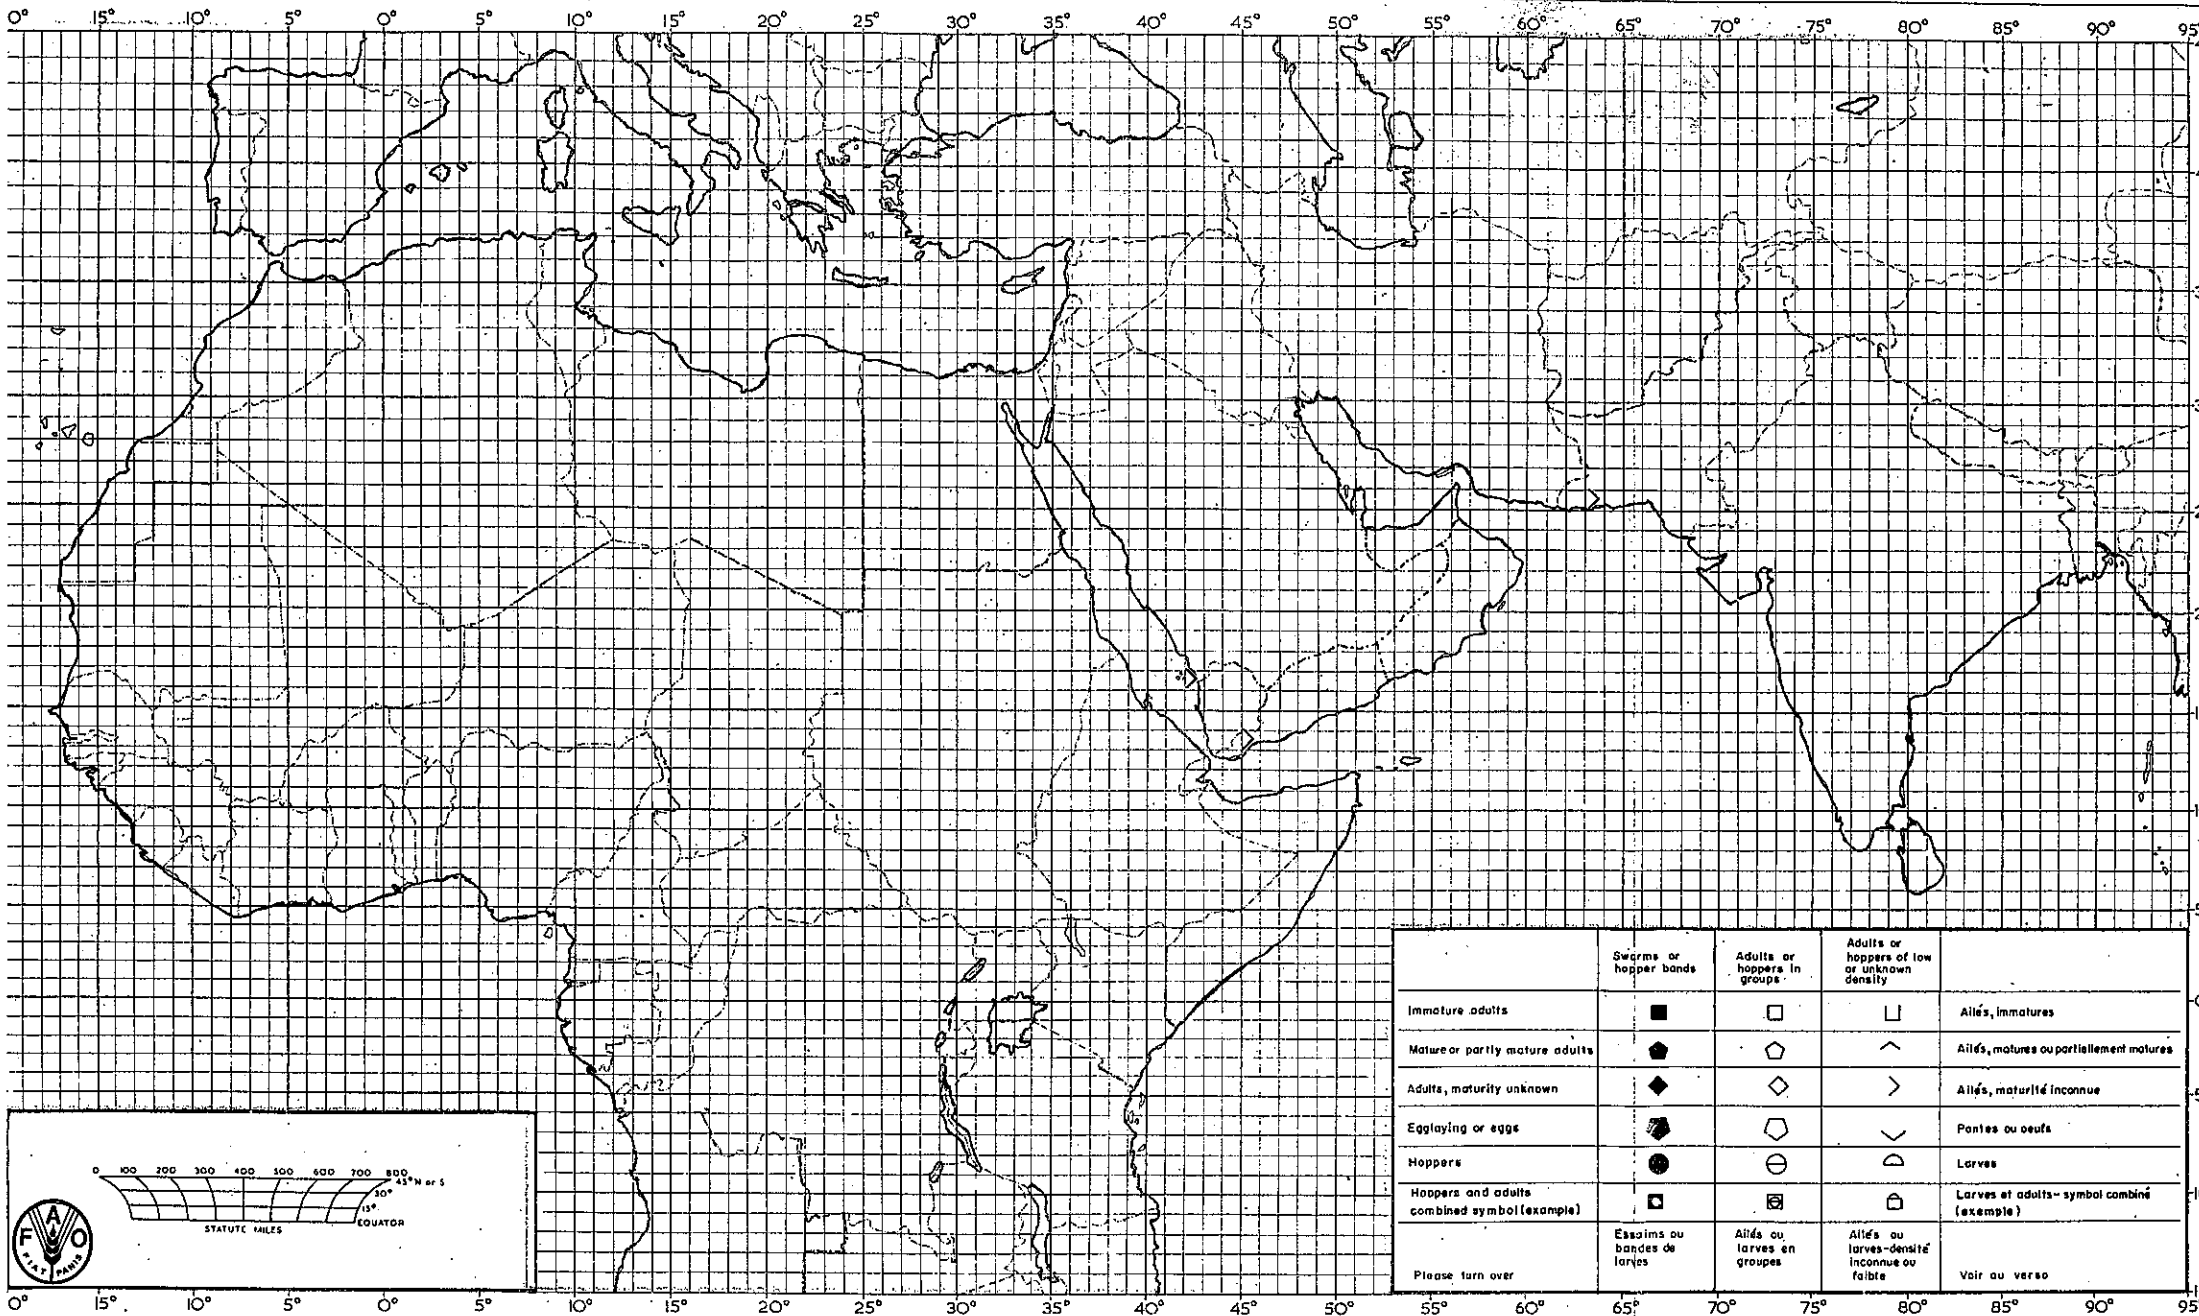 0° 15° 10° 5° 0° 5° 10° 15° 20° 25° 30° 35° 40° 45° 50° 55° 60° 65° 70° 75° 80° 85° 90° 95
Swarms or hopper bands
Adults or hoppers in groups
Adults or hoppers of low or unknown density
Immature adults
Ailés, immatures
Mature or partly mature adults
Ailés, matures ou partiellement matures
Adults, maturity unknown
Ailés, maturité inconnue
Egglaying or eggs
Pontes ou oeufs
Hoppers
Larves
Hoppers and adults
combined symbol (example)
Larves et adults - symbol combiné
(exemple)
Essaims ou
bandes de
larves
Ailés ou
larves en
groupes
Ailés ou
larves-densité
inconnue ou
faible
Please turn over
Voir au verso
0 100 200 300 400 500 600 700 800
45° N or S
30°
15°
EQUATOR
STATUTE MILES
F A O
FIAT PANIS
0° 15° 10° 5° 0° 5° 10° 15° 20° 25° 30° 35° 40° 45° 50° 55° 60° 65° 70° 75° 80° 85° 90° 95